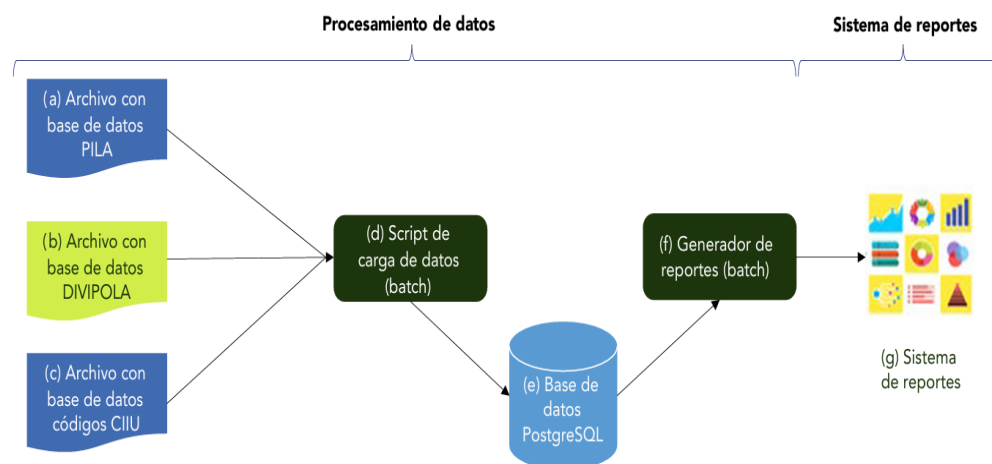 Procesamiento de datos
Sistema de reportes
(a) Archivo con
base de datos
PILA
(b) Archivo con
base de datos
DIVIPOLA
(c) Archivo con
base de datos
códigos CIIU
(d) Script de
carga de datos
(batch)
(e) Base de
datos
PostgreSQL
(f) Generador de
reportes (batch)
(g) Sistema
de reportes